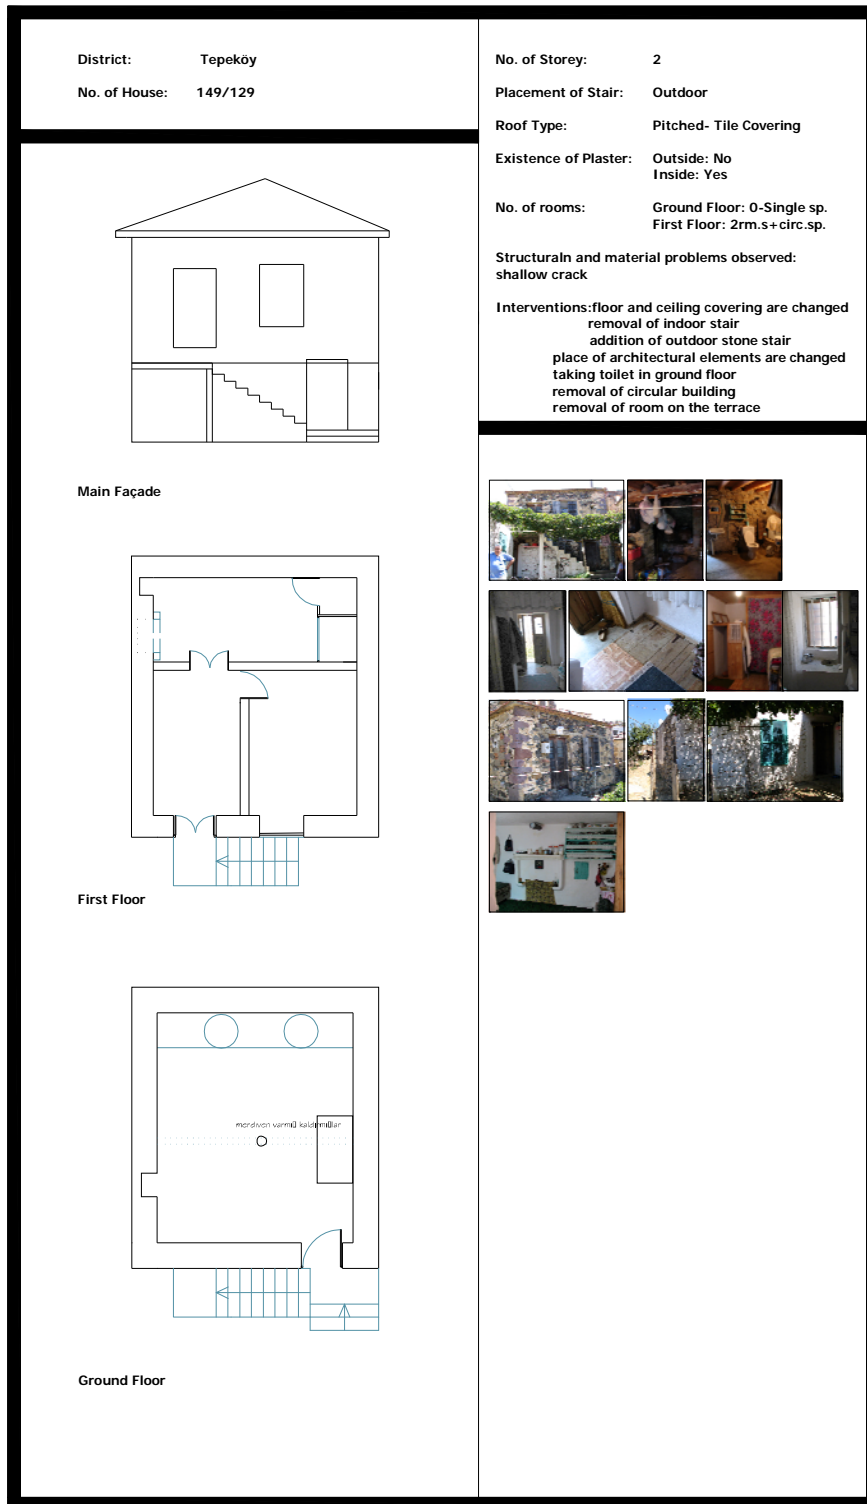 District: Tepeköy
No. of House: 149/129
No. of Storey: 2
Placement of Stair: Outdoor
Roof Type: Pitched- Tile Covering
Existence of Plaster: Outside: No
Inside: Yes
No. of rooms: Ground Floor: 0-Single sp.
First Floor: 2rm.s+circ.sp.
Structuraln and material problems observed:
shallow crack
Interventions:floor and ceiling covering are changed
removal of indoor stair
addition of outdoor stone stair
place of architectural elements are changed
taking toilet in ground floor
removal of circular building
removal of room on the terrace
Main Façade
First Floor
merdiven
Ground Floor